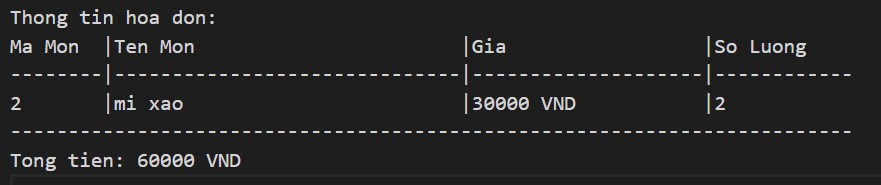 Thong tin hoa don:
Ma Mon  |Ten Mon                       |Gia                 |So Luong
--------|------------------------------|--------------------|------------
2       |mi xao                        |30000 VND           |2
-------------------------------------------------------------------------
Tong tien: 60000 VND